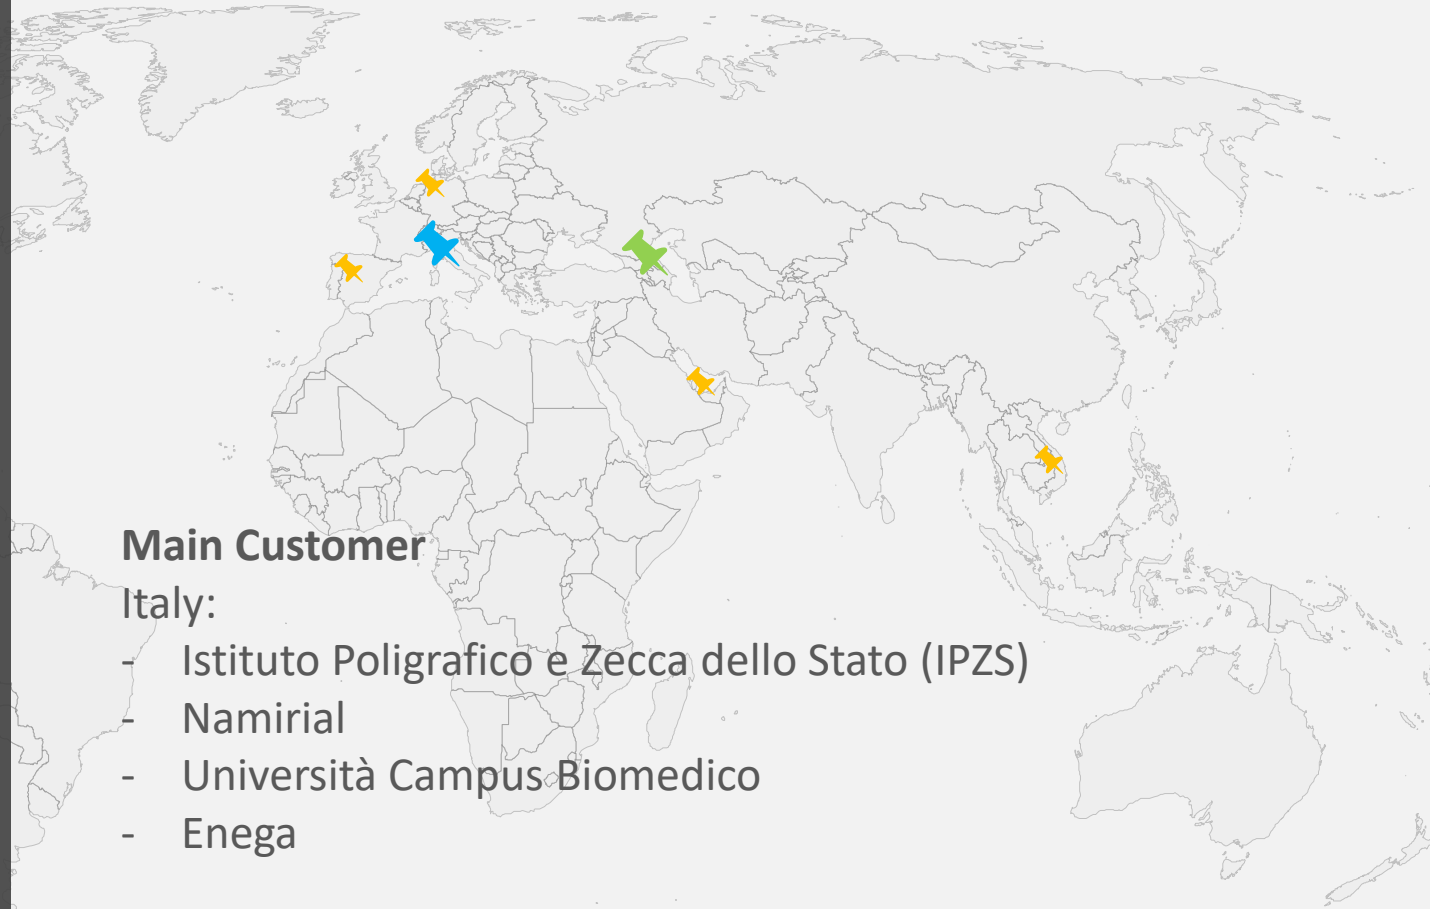 Main Customer
Italy:
- Istituto Poligrafico e Zecca dello Stato (IPZS)
- Namirial
- Università Campus Biomedico
- Enega